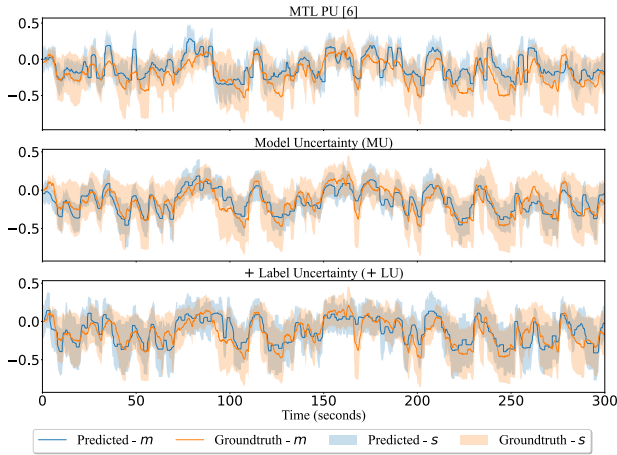 MTL PU [6]
0.5
0.0
−0.5
Model Uncertainty (MU)
0.5
0.0
−0.5
+ Label Uncertainty (+ LU)
0.5
0.0
−0.5
0 50 100 150 200 250 300
Time (seconds)
Predicted - m Groundtruth - m Predicted - s Groundtruth - s